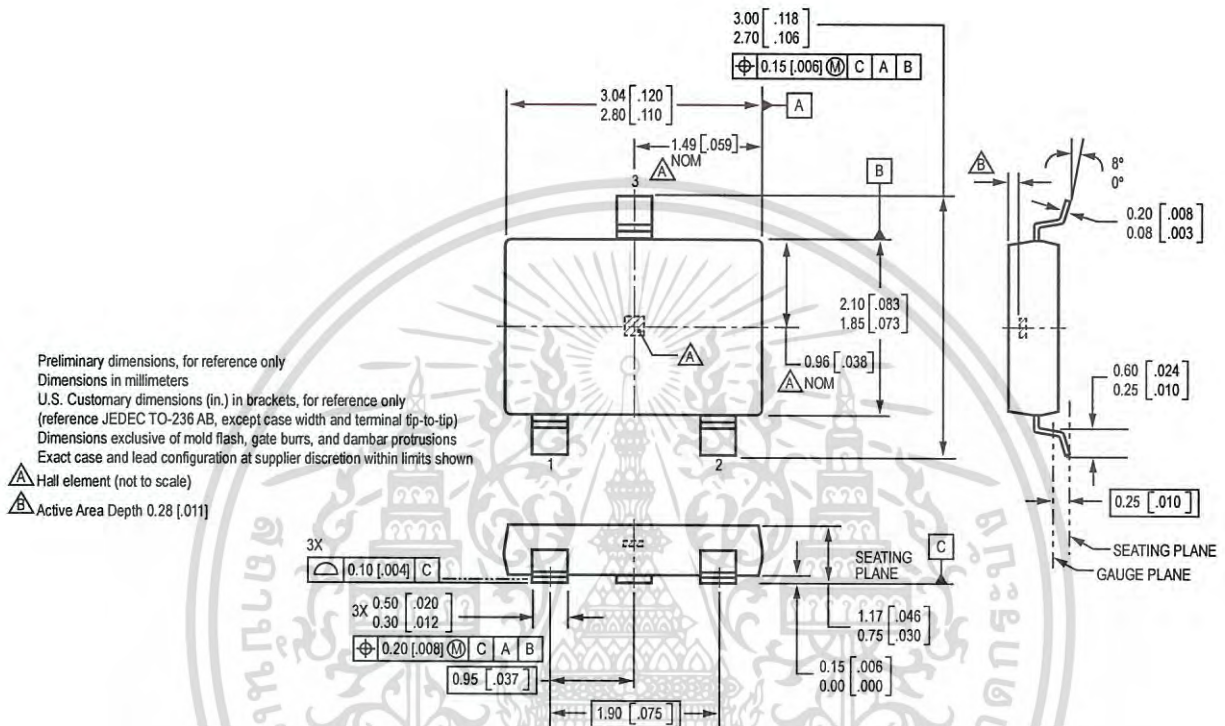 3.00 [.118
2.70 .106]
⌖ 0.15 [.006] Ⓜ C A B
3.04 [.120
2.80 .110]
A
1.49 [.059]
NOM
A
3
B
B
8°
0°
0.20 [.008
0.08 .003]
2.10 [.083
1.85 .073]
A
0.96 [.038]
A NOM
0.60 [.024
0.25 .010]
1
2
0.25 [.010]
SEATING PLANE
GAUGE PLANE
Preliminary dimensions, for reference only
Dimensions in millimeters
U.S. Customary dimensions (in.) in brackets, for reference only
(reference JEDEC TO-236 AB, except case width and terminal tip-to-tip)
Dimensions exclusive of mold flash, gate burrs, and dambar protrusions
Exact case and lead configuration at supplier discretion within limits shown
A Hall element (not to scale)
B Active Area Depth 0.28 [.011]
3X
⌓ 0.10 [.004] C
SEATING
PLANE
C
3X 0.50 [.020
0.30 .012]
⌖ 0.20 [.008] Ⓜ C A B
0.95 [.037]
1.90 [.075]
1.17 [.046
0.75 .030]
0.15 [.006
0.00 .000]